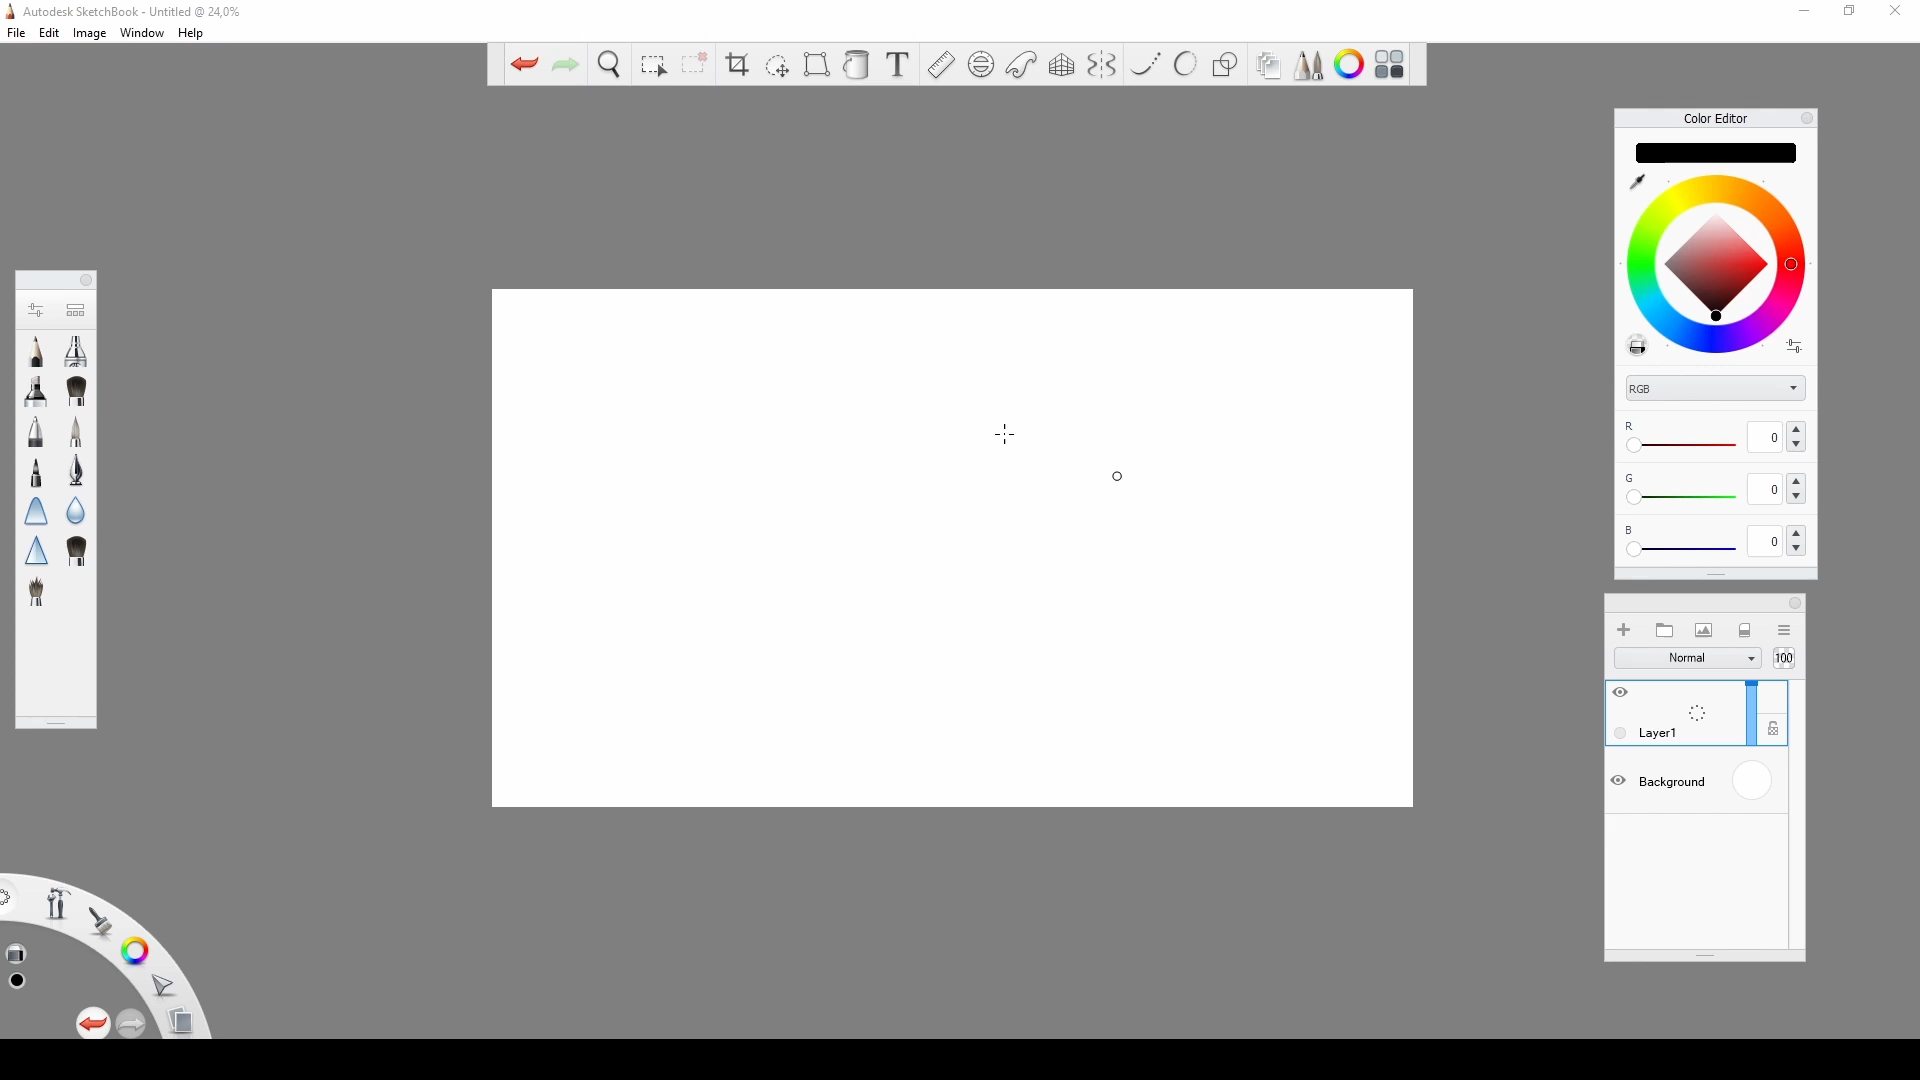 Autodesk SketchBook - Untitled @ 24,0%
File Edit Image Window Help
T
Color Editor
RGB
R
0
G
0
B
0
Normal
100
Layer1
Background